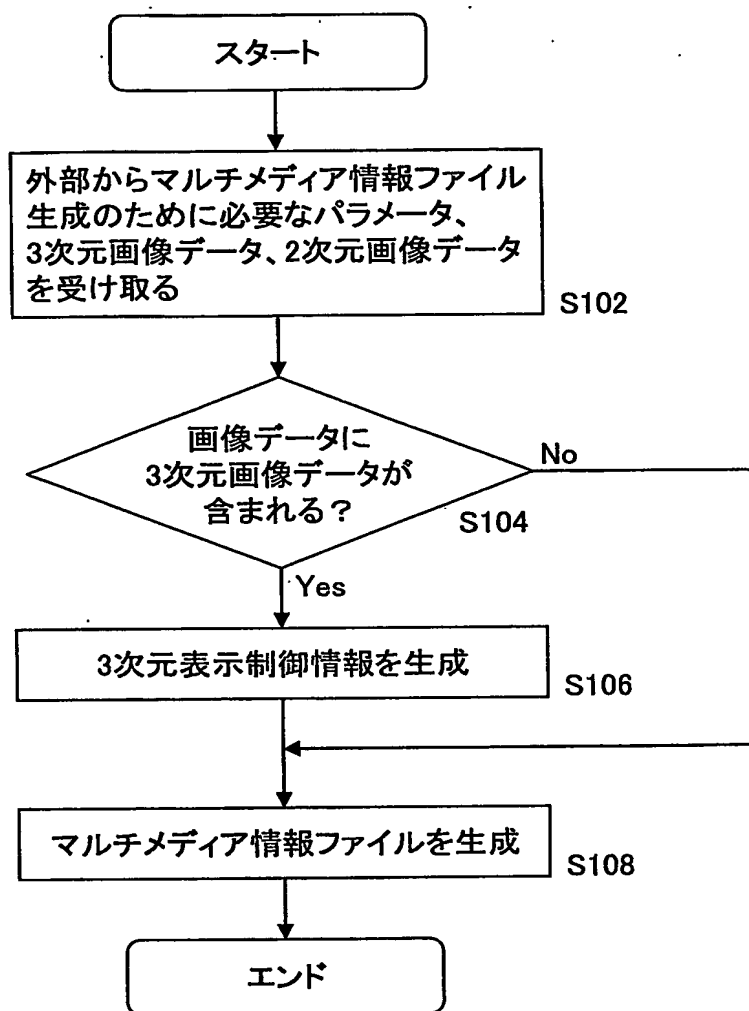 スタート
外部からマルチメディア情報ファイル
生成のために必要なパラメータ、
3次元画像データ、2次元画像データ
を受け取る
S102
画像データに
3次元画像データが
含まれる?
No
S104
Yes
3次元表示制御情報を生成
S106
マルチメディア情報ファイルを生成
S108
エンド